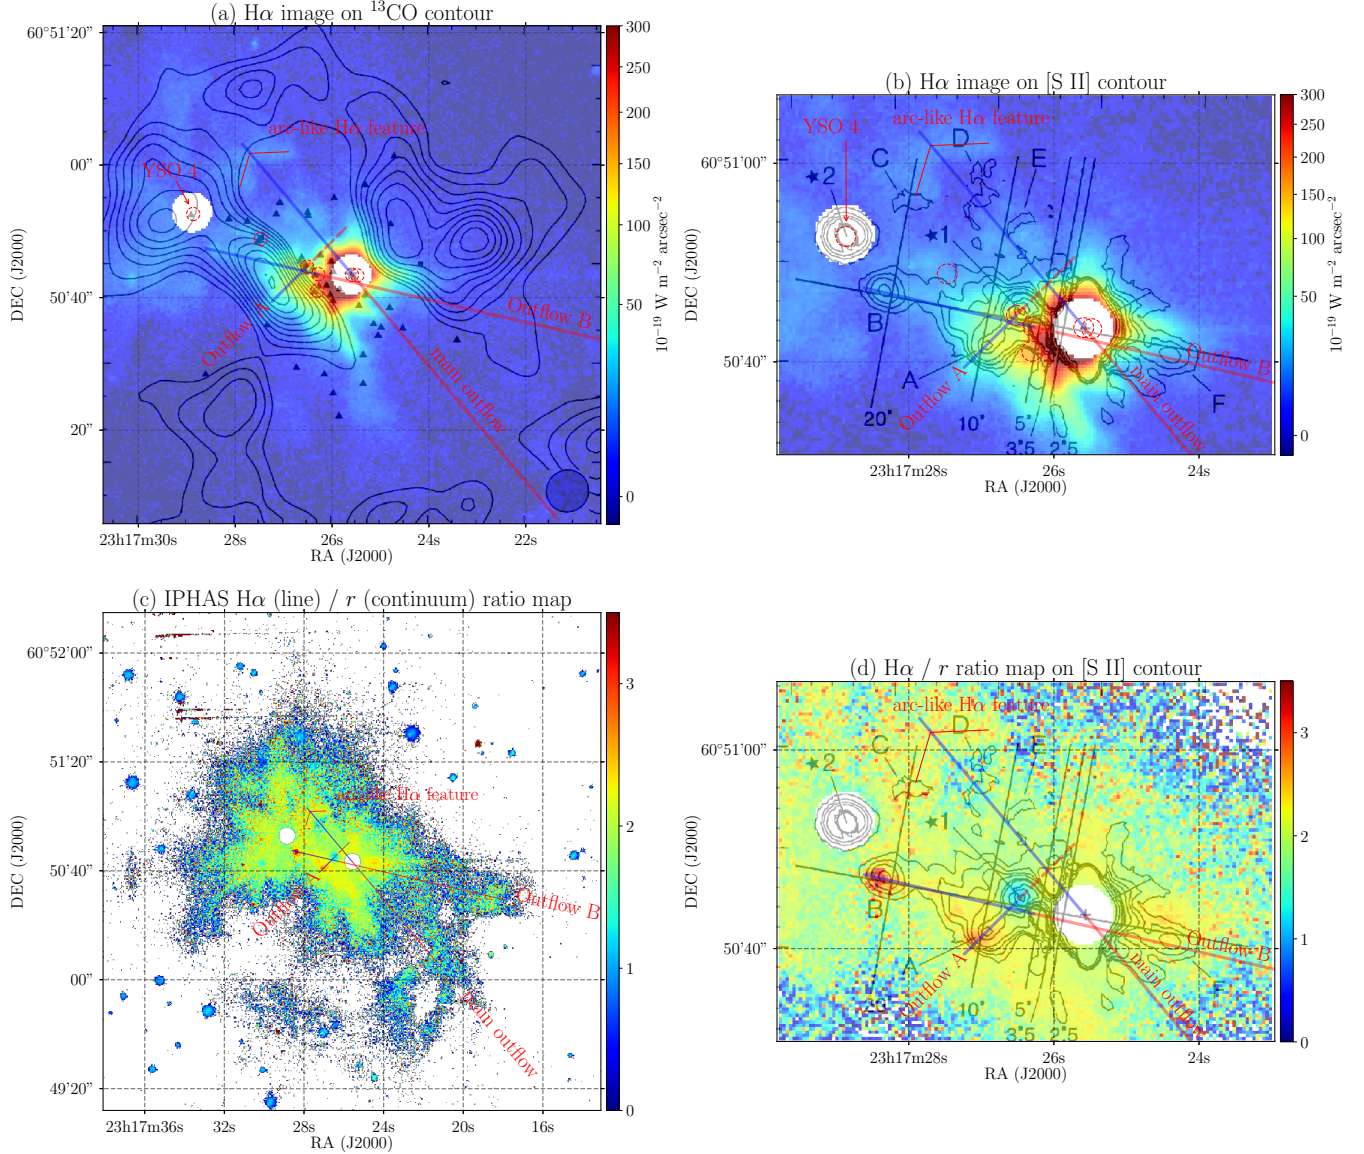 (a) Hα image on ¹³CO contour
60°51'20"
00"
50'40"
20"
DEC (J2000)
23h17m30s 28s 26s 24s 22s
RA (J2000)
300
250
200
150
100
50
0
10⁻¹⁹ W m⁻² arcsec⁻²
arc-like Hα feature
YSO 4
Outflow A
Outflow B
main outflow
(b) Hα image on [S II] contour
60°51'00"
50'40"
DEC (J2000)
23h17m28s 26s 24s
RA (J2000)
300
250
200
150
100
50
0
10⁻¹⁹ W m⁻² arcsec⁻²
YSO 4
arc-like Hα feature
C D E
★2
★1
B
A
F
Outflow A
Outflow B
main outflow
20" 10" 5" 3".5 2".5
(c) IPHAS Hα (line) / r (continuum) ratio map
60°52'00"
51'20"
50'40"
00"
49'20"
DEC (J2000)
23h17m36s 32s 28s 24s 20s 16s
RA (J2000)
3
2
1
0
arc-like Hα feature
Outflow A
Outflow B
main outflow
(d) Hα / r ratio map on [S II] contour
60°51'00"
50'40"
DEC (J2000)
23h17m28s 26s 24s
RA (J2000)
3
2
1
0
arc-like Hα feature
C D E
★2
★1
B
A
F
Outflow A
Outflow B
main outflow
20" 10" 5" 3".5 2".5